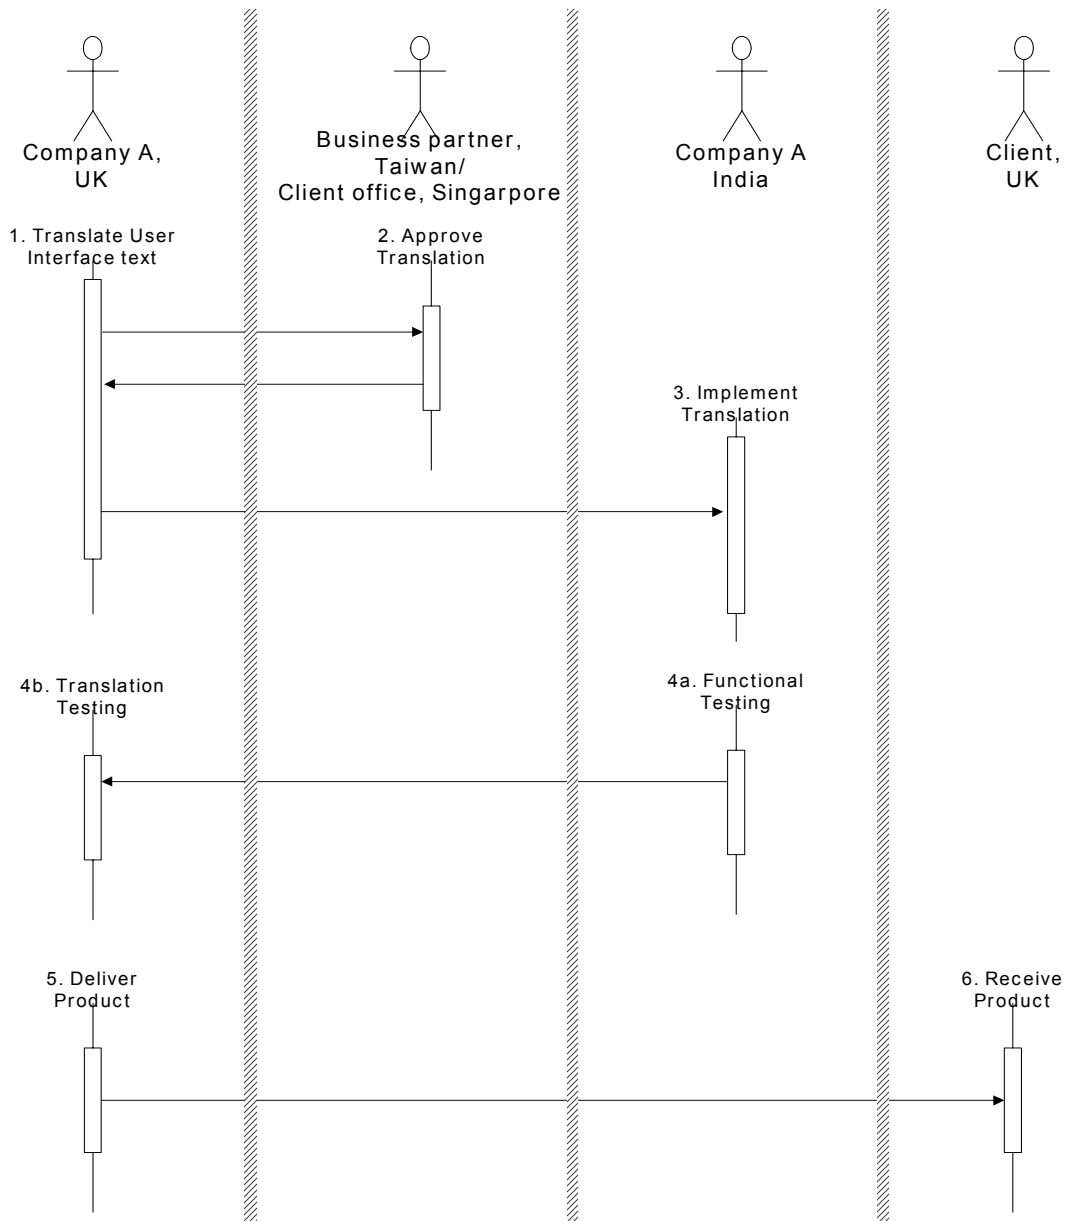 Company A,
UK
Business partner,
Taiwan/
Client office, Singarpore
Company A
India
Client,
UK
1. Translate User
Interface text
2. Approve
Translation
3. Implement
Translation
4b. Translation
Testing
4a. Functional
Testing
5. Deliver
Product
6. Receive
Product